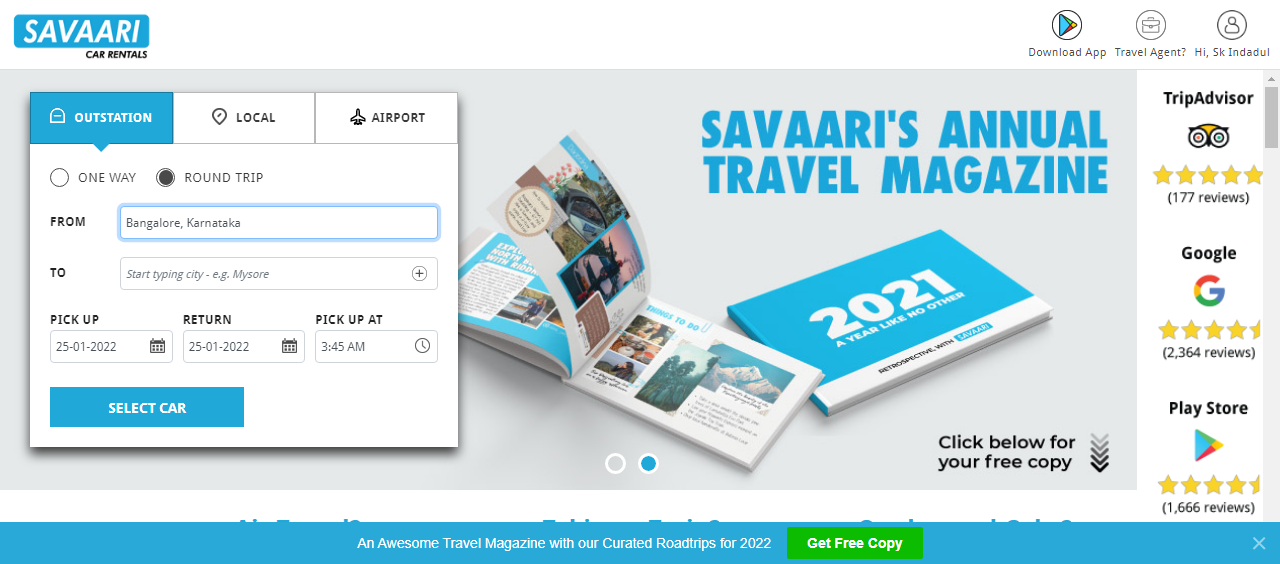 SAVAARI
CAR RENTALS
Download App
Travel Agent?
Hi, Sk Indadul
OUTSTATION
LOCAL
AIRPORT
ONE WAY
ROUND TRIP
FROM
Bangalore, Karnataka
TO
Start typing city - e.g. Mysore
PICK UP
RETURN
PICK UP AT
25-01-2022
25-01-2022
3:45 AM
SELECT CAR
SAVAARI'S ANNUAL
TRAVEL MAGAZINE
THINGS TO DO
2021
A YEAR LIKE NO OTHER
RETROSPECTIVE, WITH SAVAARI
Click below for
your free copy
TripAdvisor
(177 reviews)
Google
(2,364 reviews)
Play Store
(1,666 reviews)
An Awesome Travel Magazine with our Curated Roadtrips for 2022
Get Free Copy